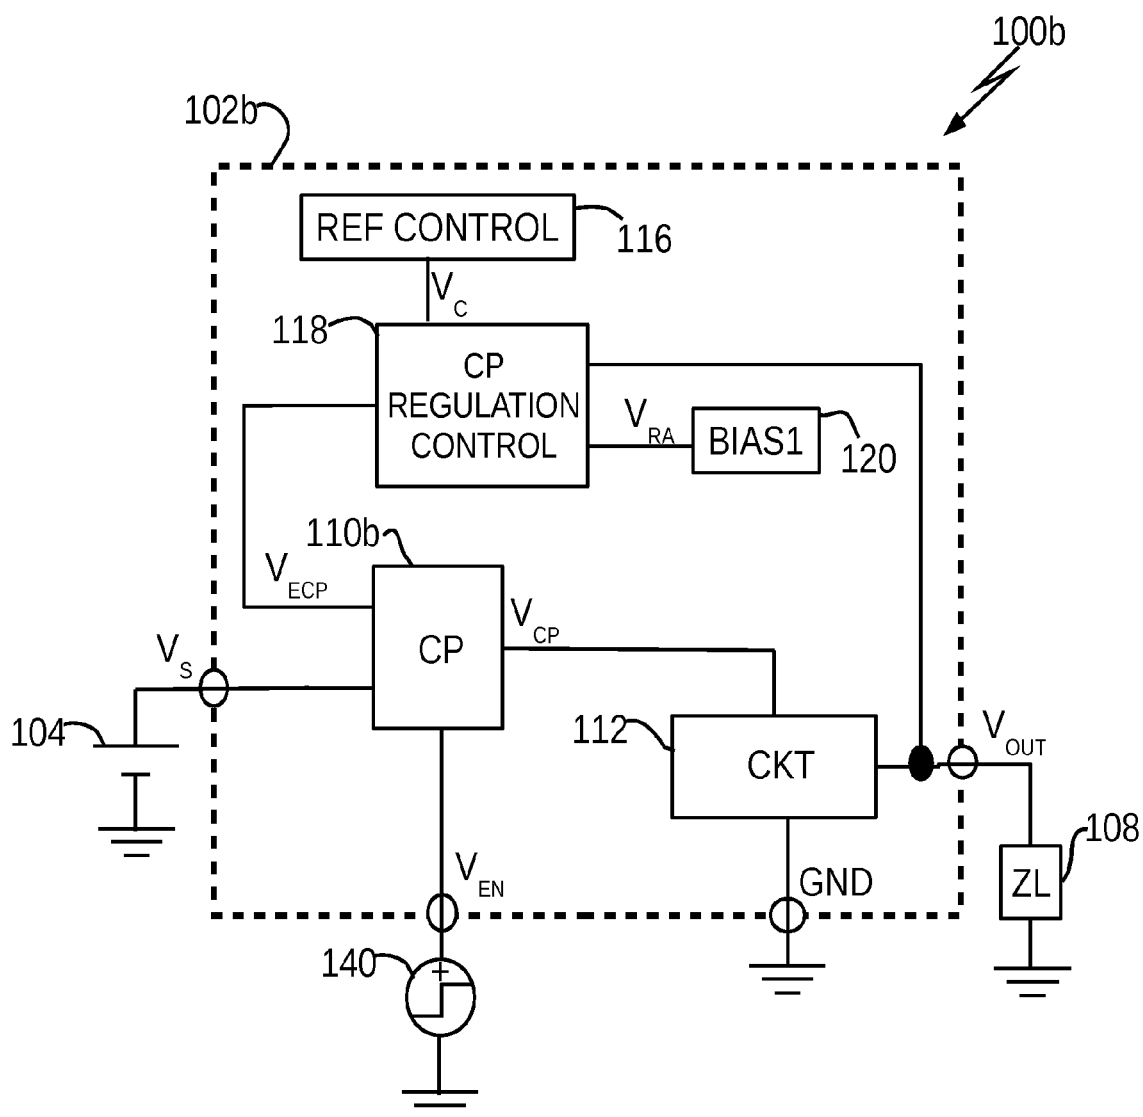 100b
102b
REF CONTROL
116
VC
118
CP
REGULATION
CONTROL
VRA
BIAS1
120
110b
VECP
CP
VCP
VS
104
112
CKT
VOUT
108
ZL
VEN
GND
140
+